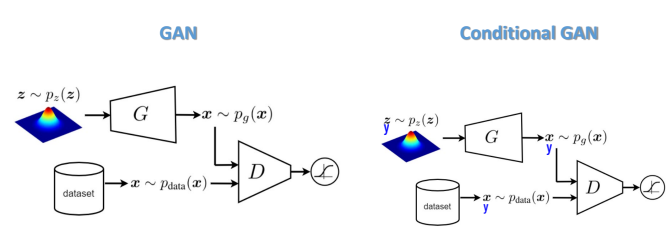 GAN
z ∼ p_z(z)
G
x ∼ p_g(x)
D
dataset
x ∼ p_data(x)
Conditional GAN
z ∼ p_z(z)
y
G
x ∼ p_g(x)
y
D
dataset
x ∼ p_data(x)
y